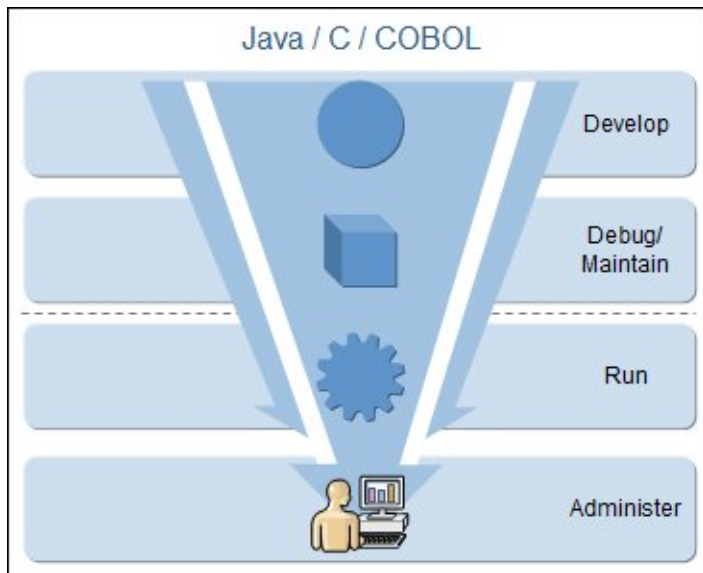 Java / C / COBOL
Develop
Debug/
Maintain
Run
Administer